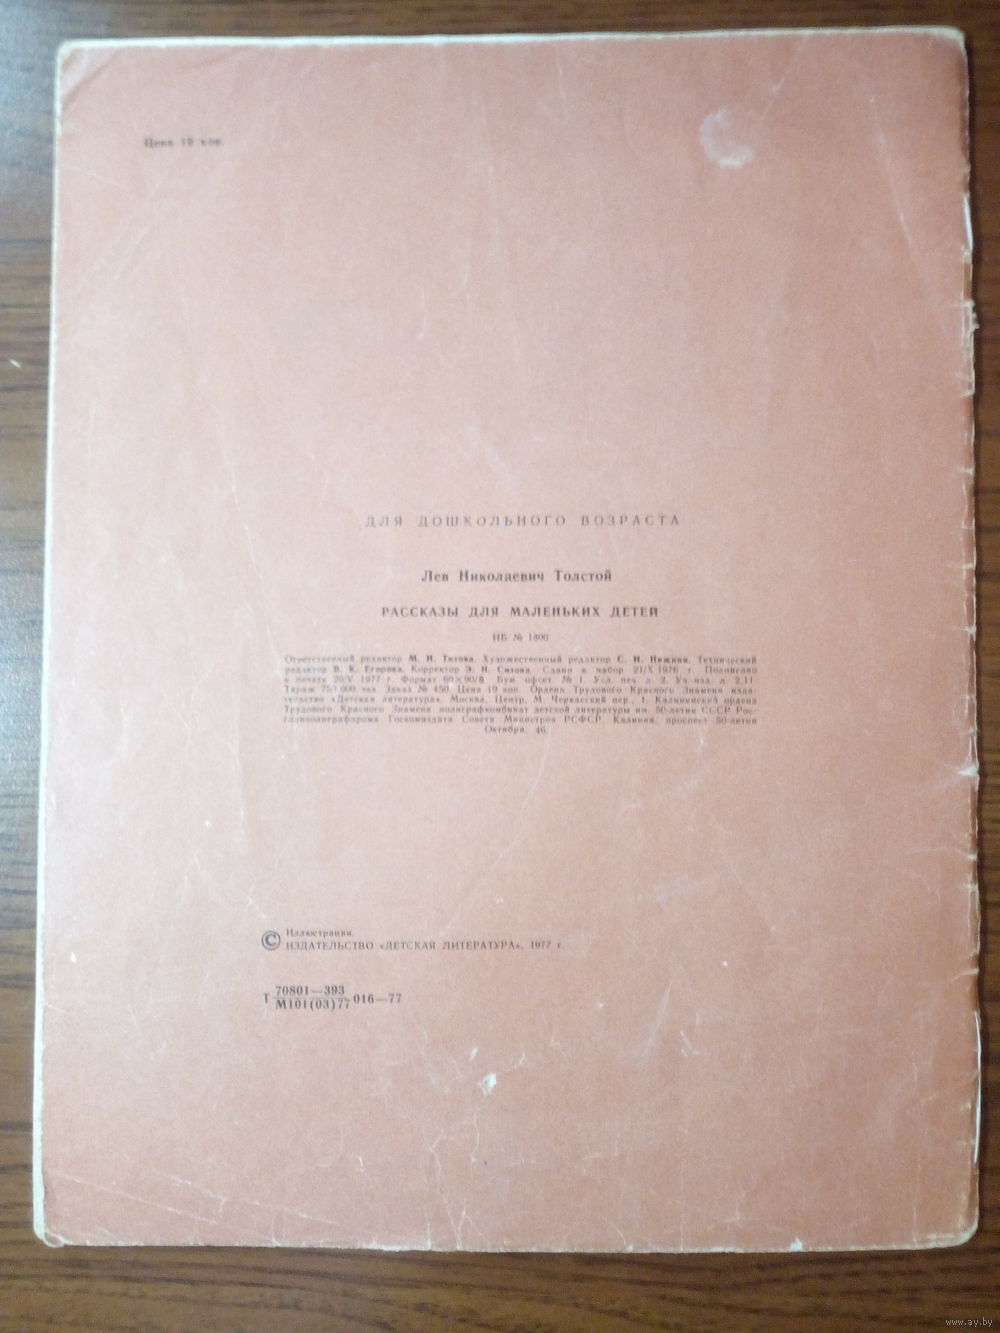 Цена 19 коп.
ДЛЯ ДОШКОЛЬНОГО ВОЗРАСТА
Лев Николаевич Толстой
РАССКАЗЫ ДЛЯ МАЛЕНЬКИХ ДЕТЕЙ
ИБ № 1800
Ответственный редактор М. И. Титова. Художественный редактор С. И. Нижняя. Технический
редактор В. К. Егорова. Корректор Э. Н. Сизова. Сдано в набор 21/X 1976 г. Подписано
к печати 20/V 1977 г. Формат 60×90/8 Бум. офсет. № 1. Усл. печ. л. 2. Уч.-изд. л. 2,11
Тираж 750 000 экз. Заказ № 450. Цена 19 коп. Ордена Трудового Красного Знамени изда-
тельство «Детская литература». Москва, Центр, М. Черкасский пер., 1. Калининский ордена
Трудового Красного Знамени полиграфкомбинат детской литературы им. 50-летия СССР Рос-
главполиграфпрома Госкомиздата Совета Министров РСФСР. Калинин, проспект 50-летия
Октября, 46.
© Иллюстрации.
ИЗДАТЕЛЬСТВО «ДЕТСКАЯ ЛИТЕРАТУРА», 1977 г.
70801—393
Т М101(03)77 016—77
www.ay.by